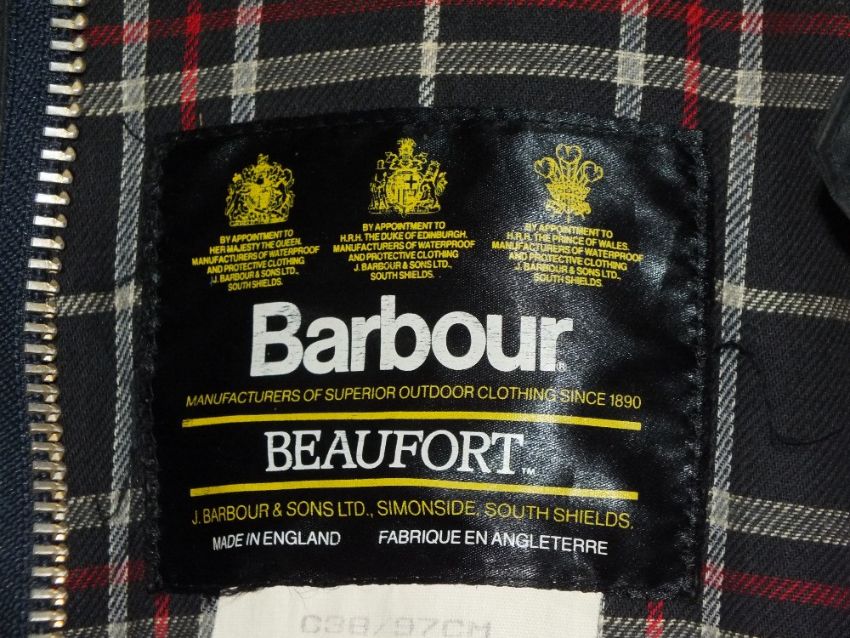 BY APPOINTMENT TO
HER MAJESTY THE QUEEN.
MANUFACTURERS OF WATERPROOF
AND PROTECTIVE CLOTHING
J. BARBOUR & SONS LTD.,
SOUTH SHIELDS.
BY APPOINTMENT TO
H.R.H. THE DUKE OF EDINBURGH.
MANUFACTURERS OF WATERPROOF
AND PROTECTIVE CLOTHING
J. BARBOUR & SONS LTD.,
SOUTH SHIELDS.
BY APPOINTMENT TO
H.R.H. THE PRINCE OF WALES.
MANUFACTURERS OF WATERPROOF
AND PROTECTIVE CLOTHING
J. BARBOUR & SONS LTD.,
SOUTH SHIELDS.
Barbour®
MANUFACTURERS OF SUPERIOR OUTDOOR CLOTHING SINCE 1890
BEAUFORT™
J. BARBOUR & SONS LTD., SIMONSIDE, SOUTH SHIELDS.
MADE IN ENGLAND FABRIQUE EN ANGLETERRE
C38/97CM